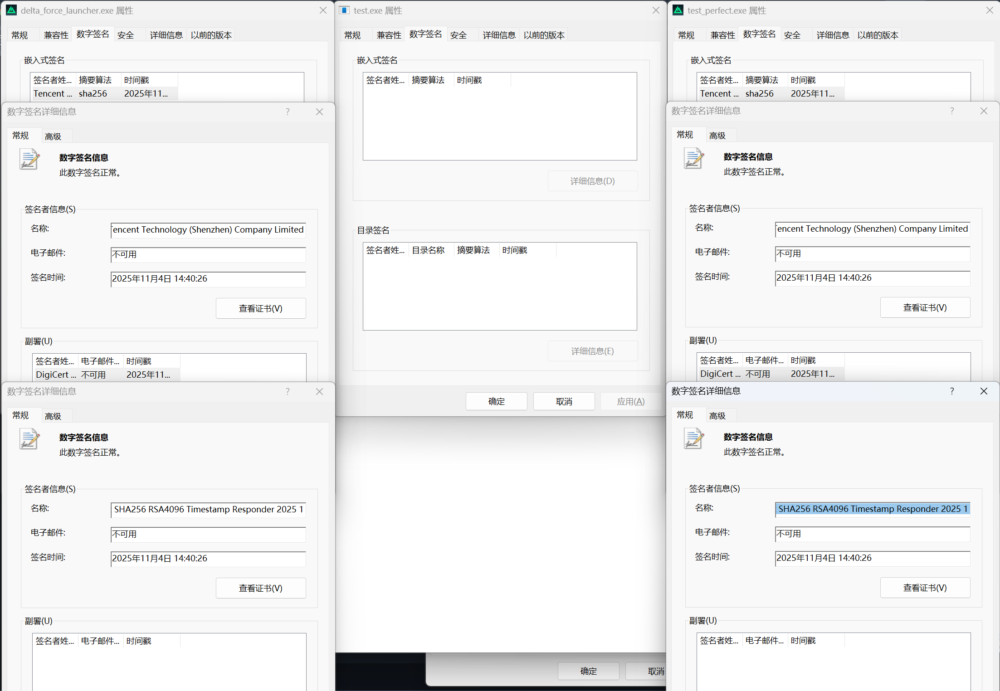 delta_force_launcher.exe 属性
常规 兼容性 数字签名 安全 详细信息 以前的版本
嵌入式签名
签名者姓... 摘要算法 时间戳
Tencent ... sha256 2025年11...
数字签名详细信息 ?
常规 高级
数字签名信息
此数字签名正常。
签名者信息(S)
名称: encent Technology (Shenzhen) Company Limited
电子邮件: 不可用
签名时间: 2025年11月4日 14:40:26
查看证书(V)
副署(U)
签名者姓... 电子邮件... 时间戳
DigiCert ... 不可用 2025年11...
数字签名详细信息 ?
常规 高级
数字签名信息
此数字签名正常。
签名者信息(S)
名称: SHA256 RSA4096 Timestamp Responder 2025 1
电子邮件: 不可用
签名时间: 2025年11月4日 14:40:26
查看证书(V)
副署(U)
签名者姓... 电子邮件... 时间戳
test.exe 属性
常规 兼容性 数字签名 安全 详细信息 以前的版本
嵌入式签名
签名者姓... 摘要算法 时间戳
详细信息(D)
目录签名
签名者姓... 目录名称 摘要算法 时间戳
详细信息(E)
确定 取消 应用(A)
确定 取消
test_perfect.exe 属性
常规 兼容性 数字签名 安全 详细信息 以前的版本
嵌入式签名
签名者姓... 摘要算法 时间戳
Tencent ... sha256 2025年11...
数字签名详细信息 ?
常规 高级
数字签名信息
此数字签名正常。
签名者信息(S)
名称: encent Technology (Shenzhen) Company Limited
电子邮件: 不可用
签名时间: 2025年11月4日 14:40:26
查看证书(V)
副署(U)
签名者姓... 电子邮件... 时间戳
DigiCert ... 不可用 2025年11...
数字签名详细信息 ?
常规 高级
数字签名信息
此数字签名正常。
签名者信息(S)
名称: SHA256 RSA4096 Timestamp Responder 2025 1
电子邮件: 不可用
签名时间: 2025年11月4日 14:40:26
查看证书(V)
副署(U)
签名者姓... 电子邮件... 时间戳